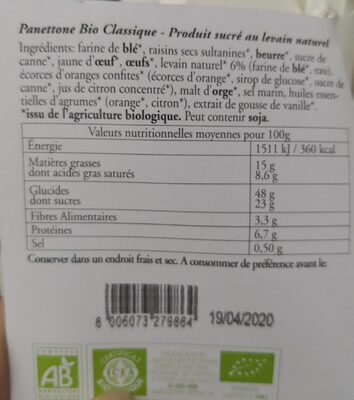 Panettone Bio Classique - Produit sucré au levain naturel
Ingrédients: farine de blé*, raisins secs sultanines*, beurre*, sucre de
canne*, jaune d'œuf*, œufs*, levain naturel* 6% (farine de blé*, eau),
écorces d'oranges confites* (écorces d'orange*, sirop de glucose*, sucre de
canne*, jus de citron concentré*), malt d'orge*, sel marin, huiles essen-
tielles d'agrumes* (orange*, citron*), extrait de gousse de vanille*.
*issu de l'agriculture biologique. Peut contenir soja.
Valeurs nutritionnelles moyennes pour 100g
Énergie 1511 kJ / 360 kcal
Matières grasses 15 g
dont acides gras saturés 8,6 g
Glucides 48 g
dont sucres 23 g
Fibres Alimentaires 3,3 g
Protéines 6,7 g
Sel 0,50 g
Conserver dans un endroit frais et sec. A consommer de préférence avant le:
8 006073 279864
19/04/2020
AB